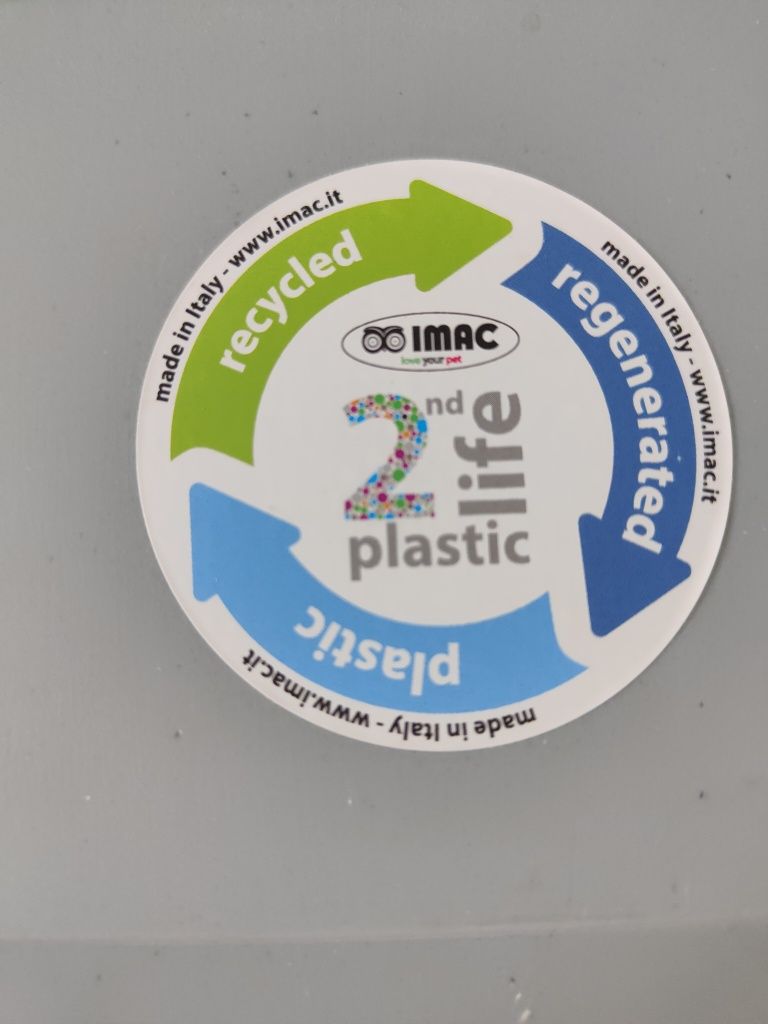 made in Italy - www.imac.it
recycled
made in Italy - www.imac.it
regenerated
made in Italy - www.imac.it
plastic
IMAC
love your pet
2nd life
plastic